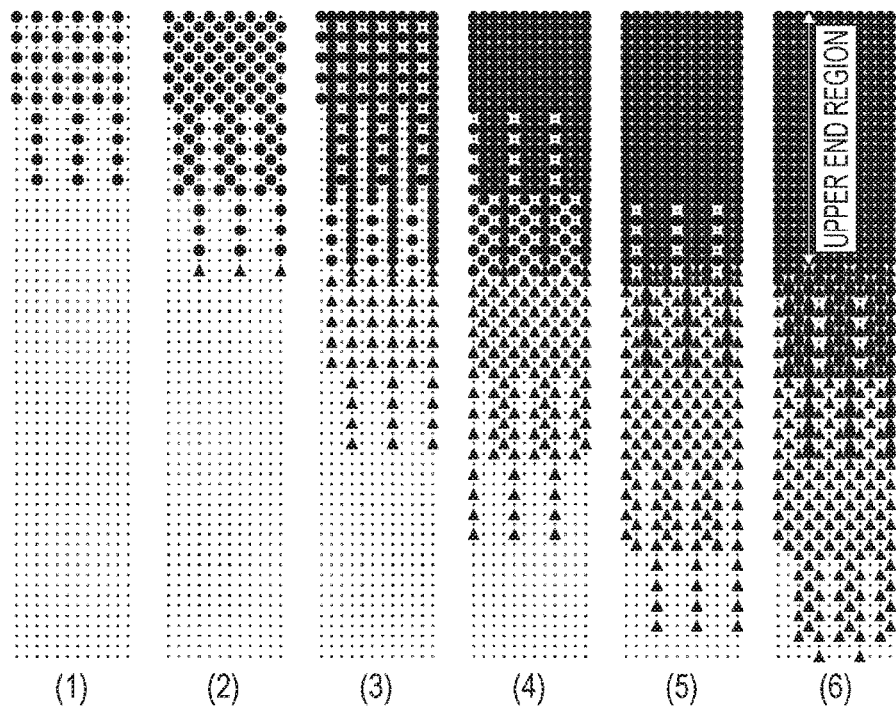 UPPER END REGION
(1) (2) (3) (4) (5) (6)